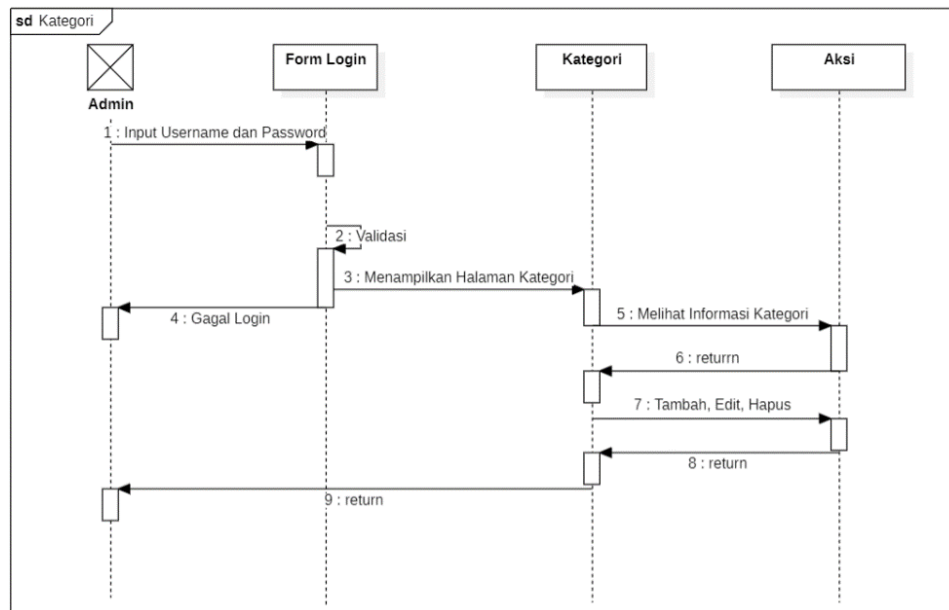 sd Kategori
Form Login
Kategori
Aksi
Admin
1 : Input Username dan Password
2 : Validasi
3 : Menampilkan Halaman Kategori
4 : Gagal Login
5 : Melihat Informasi Kategori
6 : returrn
7 : Tambah, Edit, Hapus
8 : return
9 : return